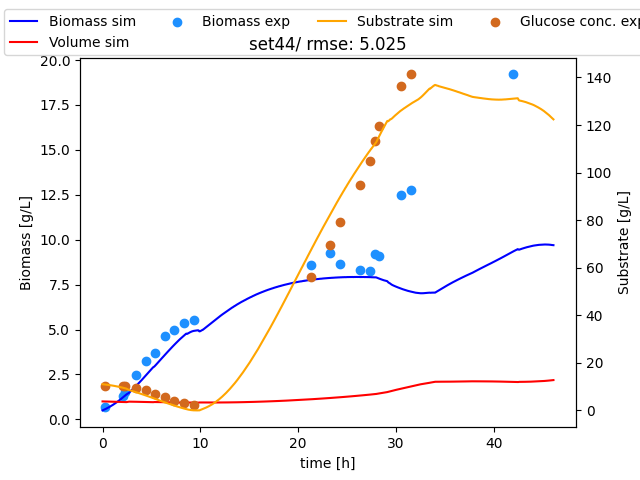 Biomass sim Biomass exp Substrate sim Glucose conc. exp
Volume sim
set44/ rmse: 5.025
20.0
17.5
15.0
12.5
10.0
7.5
5.0
2.5
0.0
Biomass [g/L]
140
120
100
80
60
40
20
0
Substrate [g/L]
0 10 20 30 40
time [h]